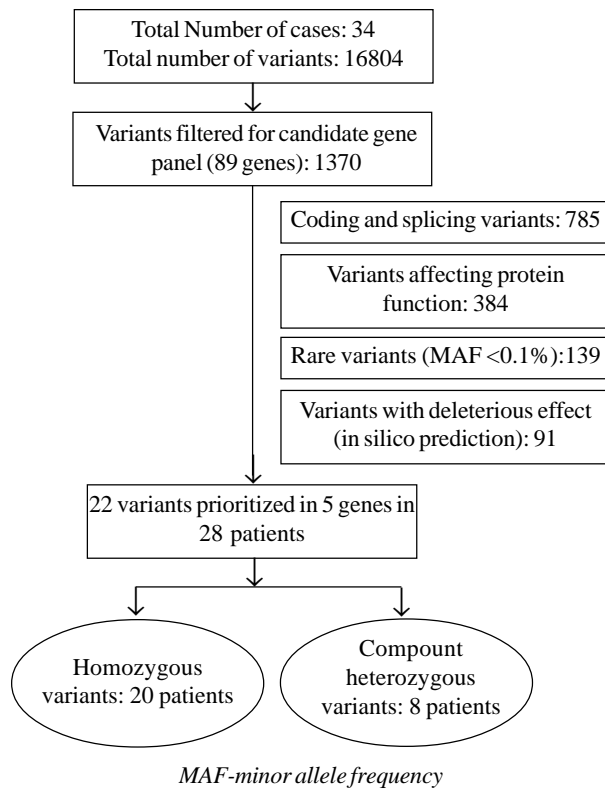 Total Number of cases: 34
Total number of variants: 16804
Variants filtered for candidate gene
panel (89 genes): 1370
Coding and splicing variants: 785
Variants affecting protein
function: 384
Rare variants (MAF <0.1%):139
Variants with deleterious effect
(in silico prediction): 91
22 variants prioritized in 5 genes in
28 patients
Homozygous
variants: 20 patients
Compount
heterozygous
variants: 8 patients
MAF-minor allele frequency